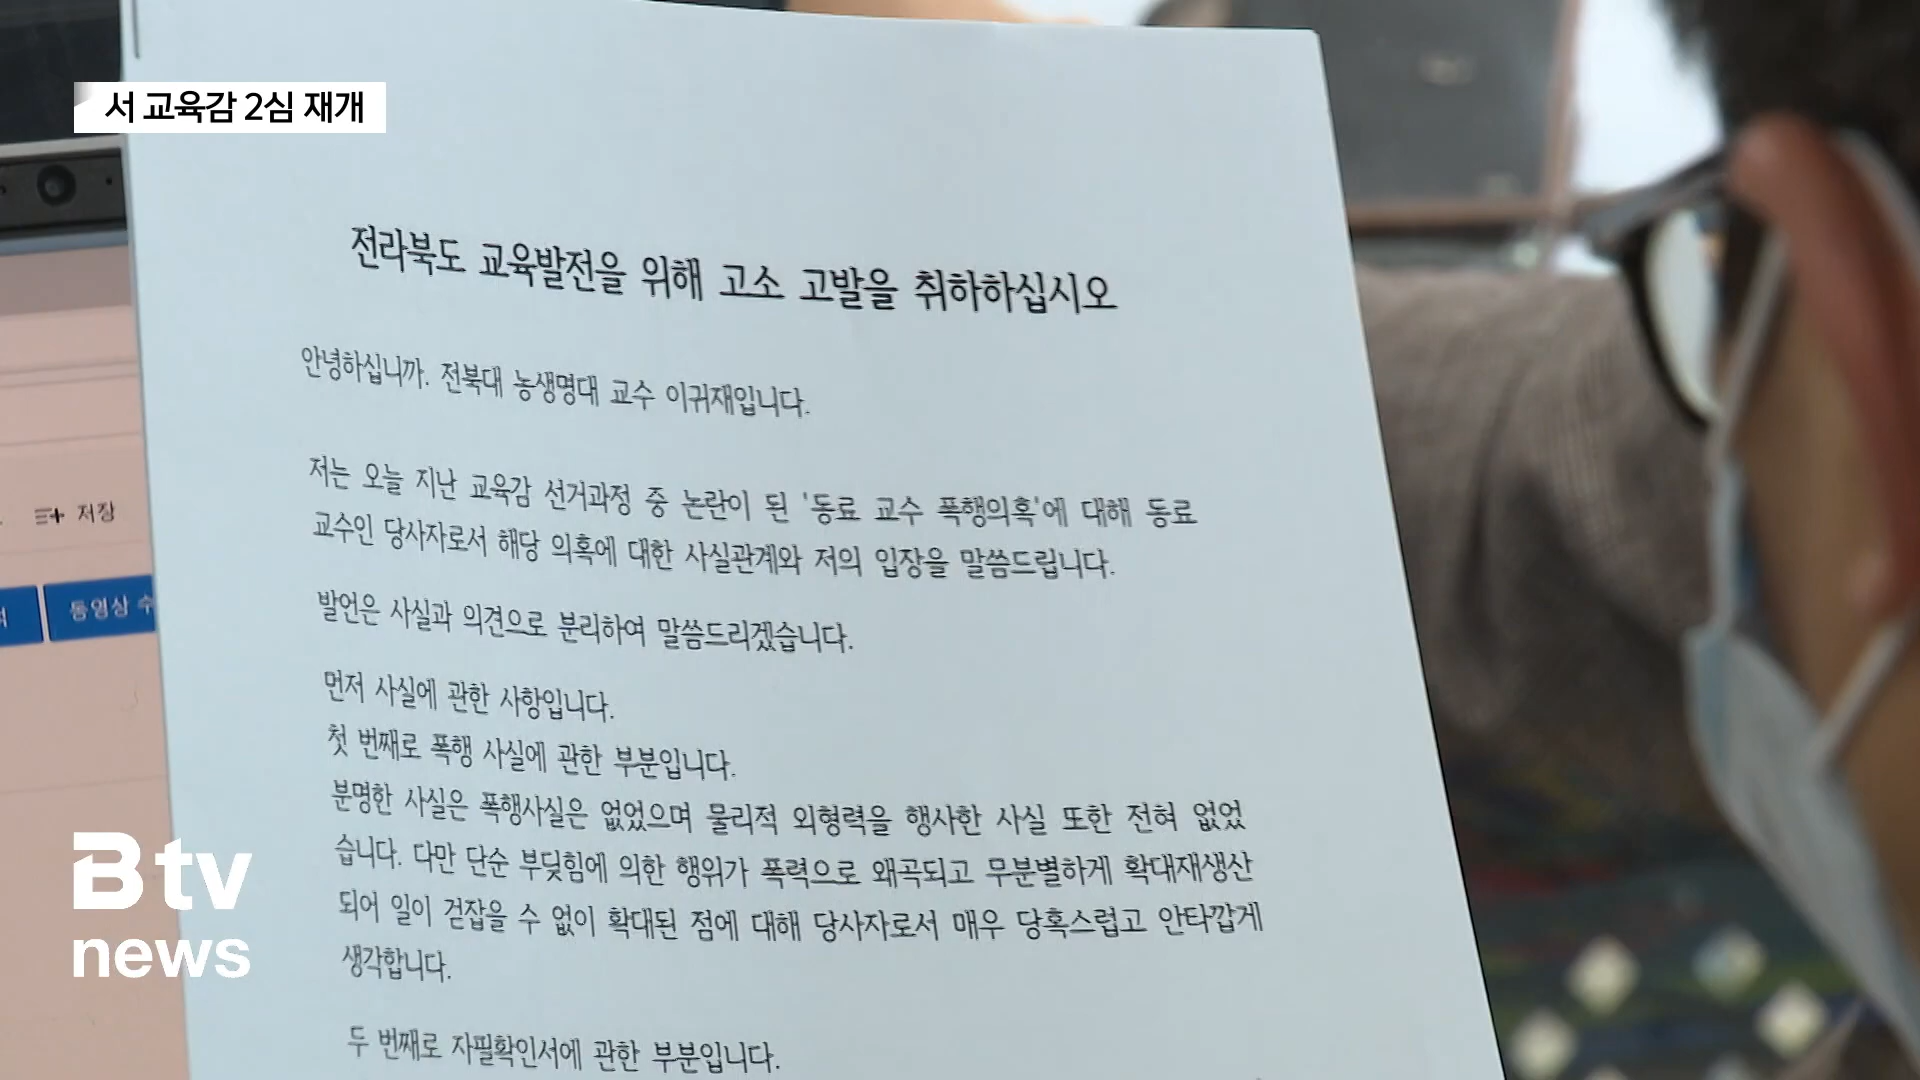 서 교육감 2심 재개
전라북도 교육발전을 위해 고소 고발을 취하하십시오
안녕하십니까. 전북대 농생명대 교수 이귀재입니다.
저는 오늘 지난 교육감 선거과정 중 논란이 된 '동료 교수 폭행의혹'에 대해 동료
교수인 당사자로서 해당 의혹에 대한 사실관계와 저의 입장을 말씀드립니다.
발언은 사실과 의견으로 분리하여 말씀드리겠습니다.
먼저 사실에 관한 사항입니다.
첫 번째로 폭행 사실에 관한 부분입니다.
분명한 사실은 폭행사실은 없었으며 물리적 외형력을 행사한 사실 또한 전혀 없었
습니다. 다만 단순 부딪힘에 의한 행위가 폭력으로 왜곡되고 무분별하게 확대재생산
되어 일이 걷잡을 수 없이 확대된 점에 대해 당사자로서 매우 당혹스럽고 안타깝게
생각합니다.
두 번째로 자필확인서에 관한 부분입니다.
저장
동영상 수
B tv
news